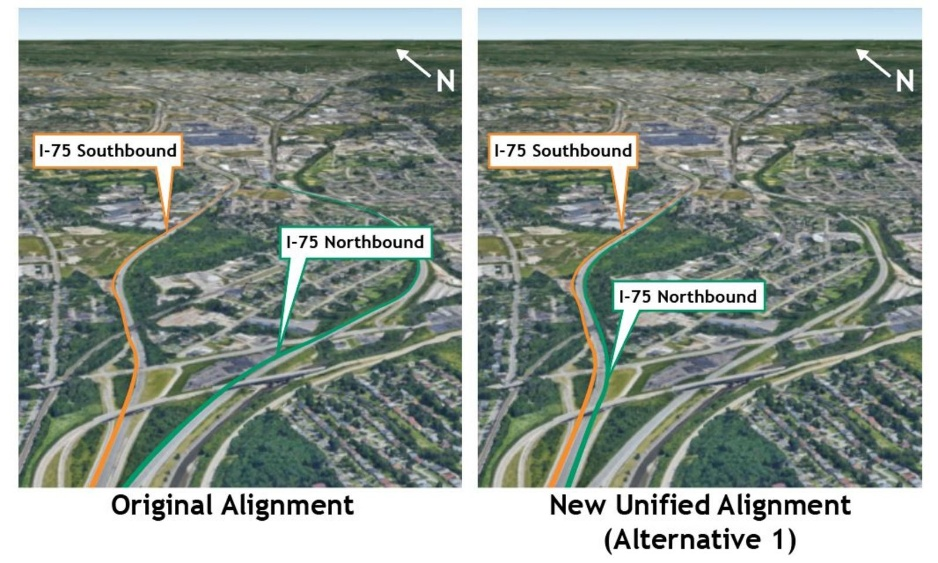 N
I-75 Southbound
I-75 Northbound
Original Alignment
N
I-75 Southbound
I-75 Northbound
New Unified Alignment
(Alternative 1)